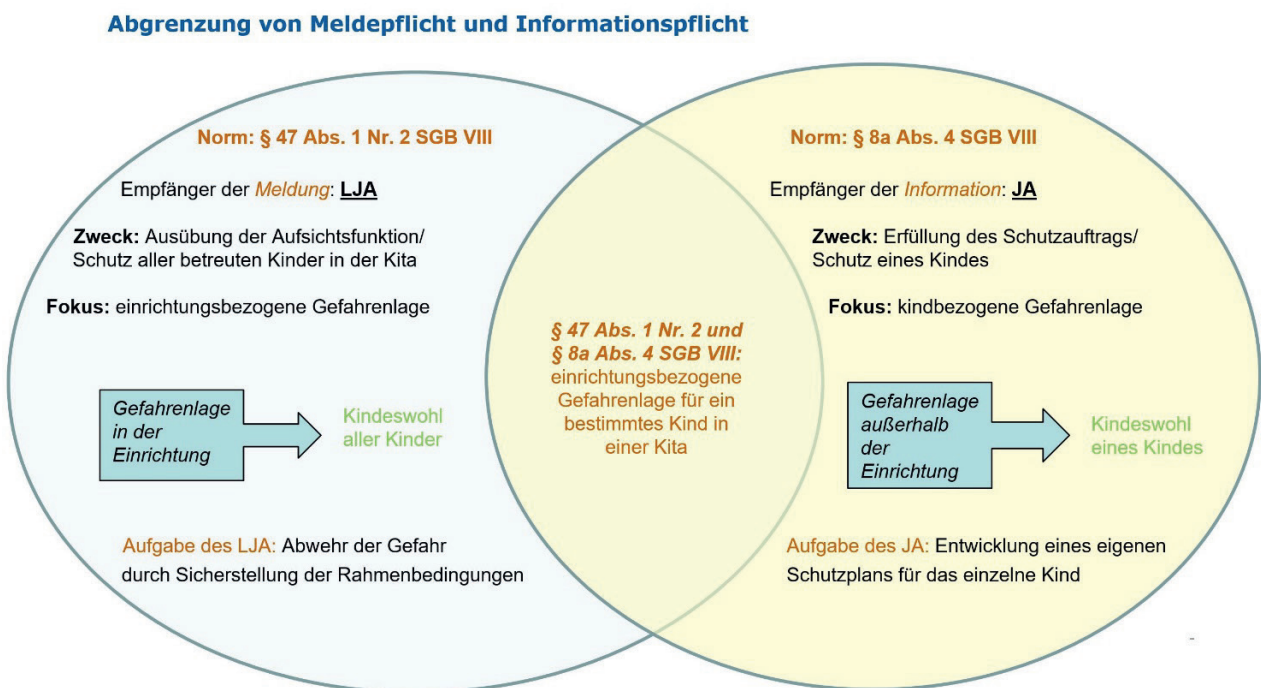 Abgrenzung von Meldepflicht und Informationspflicht
Norm: § 47 Abs. 1 Nr. 2 SGB VIII
Empfänger der Meldung: LJA
Zweck: Ausübung der Aufsichtsfunktion/
Schutz aller betreuten Kinder in der Kita
Fokus: einrichtungsbezogene Gefahrenlage
Gefahrenlage
in der
Einrichtung
Kindeswohl
aller Kinder
Aufgabe des LJA: Abwehr der Gefahr
durch Sicherstellung der Rahmenbedingungen
§ 47 Abs. 1 Nr. 2 und
§ 8a Abs. 4 SGB VIII:
einrichtungsbezogene
Gefahrenlage für ein
bestimmtes Kind in
einer Kita
Norm: § 8a Abs. 4 SGB VIII
Empfänger der Information: JA
Zweck: Erfüllung des Schutzauftrags/
Schutz eines Kindes
Fokus: kindbezogene Gefahrenlage
Gefahrenlage
außerhalb
der
Einrichtung
Kindeswohl
eines Kindes
Aufgabe des JA: Entwicklung eines eigenen
Schutzplans für das einzelne Kind